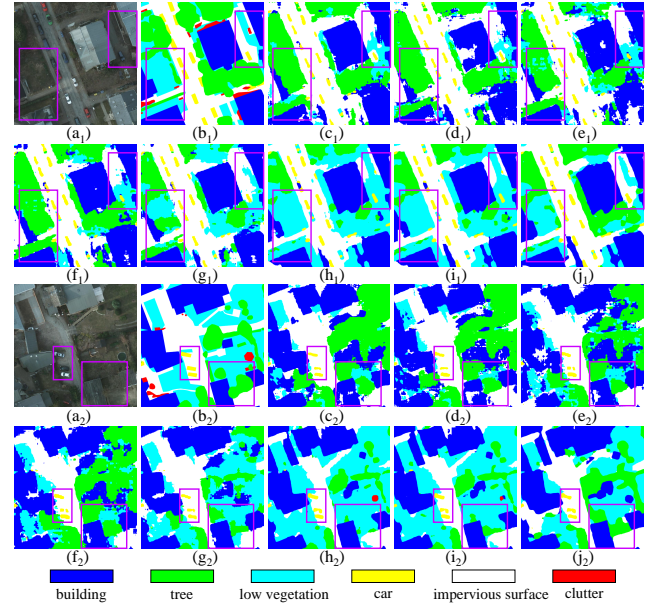 (a1) (b1) (c1) (d1) (e1)
(f1) (g1) (h1) (i1) (j1)
(a2) (b2) (c2) (d2) (e2)
(f2) (g2) (h2) (i2) (j2)
building tree low vegetation car impervious surface clutter